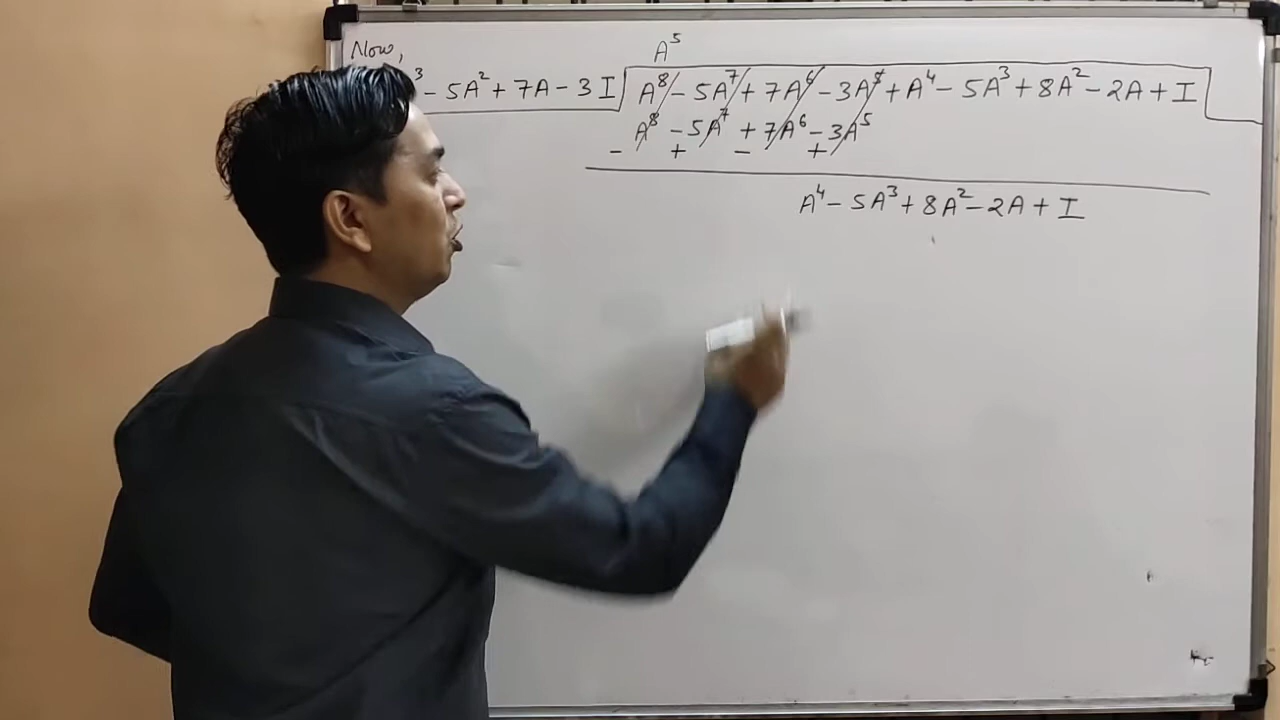 Now,
A⁵
³ - 5A² + 7A - 3I A⁸ - 5A⁷ + 7A⁶ - 3A⁵ + A⁴ - 5A³ + 8A² - 2A + I
A⁸ - 5A⁷ + 7A⁶ - 3A⁵
- + - +
A⁴ - 5A³ + 8A² - 2A + I